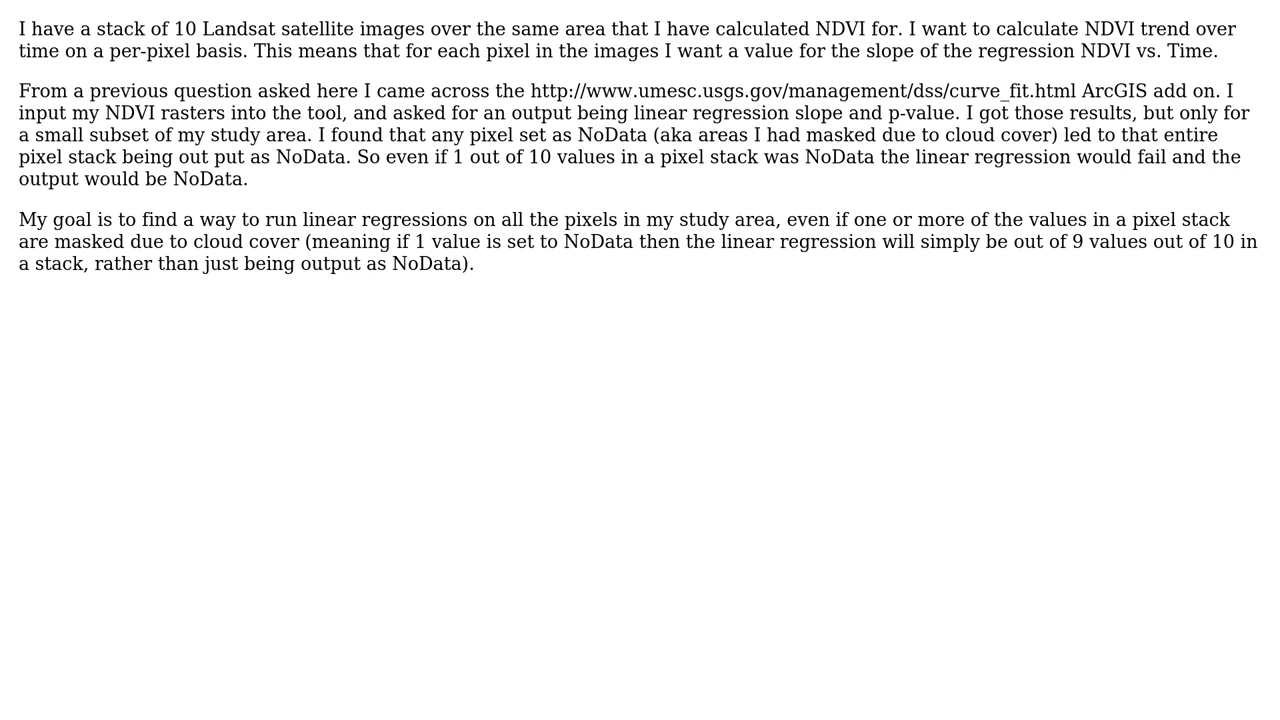 I have a stack of 10 Landsat satellite images over the same area that I have calculated NDVI for. I want to calculate NDVI trend over
time on a per-pixel basis. This means that for each pixel in the images I want a value for the slope of the regression NDVI vs. Time.
From a previous question asked here I came across the http://www.umesc.usgs.gov/management/dss/curve_fit.html ArcGIS add on. I
input my NDVI rasters into the tool, and asked for an output being linear regression slope and p-value. I got those results, but only for
a small subset of my study area. I found that any pixel set as NoData (aka areas I had masked due to cloud cover) led to that entire
pixel stack being out put as NoData. So even if 1 out of 10 values in a pixel stack was NoData the linear regression would fail and the
output would be NoData.
My goal is to find a way to run linear regressions on all the pixels in my study area, even if one or more of the values in a pixel stack
are masked due to cloud cover (meaning if 1 value is set to NoData then the linear regression will simply be out of 9 values out of 10 in
a stack, rather than just being output as NoData).